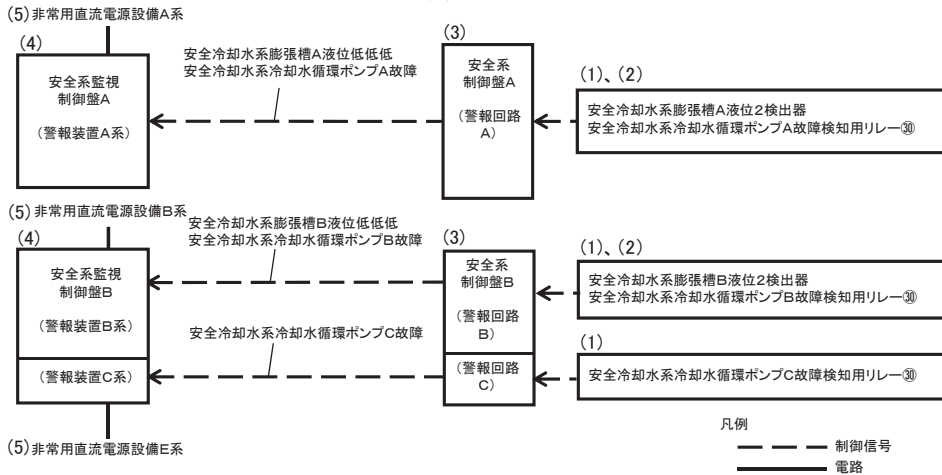 (5)非常用直流電源設備A系
(4)
安全系監視
制御盤A
(警報装置A系)
安全冷却水系膨張槽A液位低低低
安全冷却水系冷却水循環ポンプA故障
(3)
安全系
制御盤A
(警報回路
A)
(1)、(2)
安全冷却水系膨張槽A液位2検出器
安全冷却水系冷却水循環ポンプA故障検知用リレー㉚
(5)非常用直流電源設備B系
(4)
安全系監視
制御盤B
(警報装置B系)
(警報装置C系)
(5)非常用直流電源設備E系
安全冷却水系膨張槽B液位低低低
安全冷却水系冷却水循環ポンプB故障
安全冷却水系冷却水循環ポンプC故障
(3)
安全系
制御盤B
(警報回路
B)
(警報回路
C)
(1)、(2)
安全冷却水系膨張槽B液位2検出器
安全冷却水系冷却水循環ポンプB故障検知用リレー㉚
(1)
安全冷却水系冷却水循環ポンプC故障検知用リレー㉚
凡例
制御信号
電路